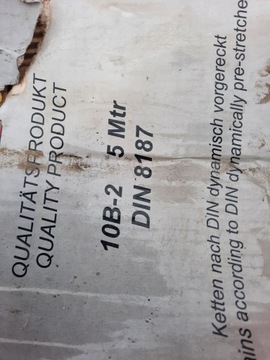 QUALITÄTSPRODUKT
QUALITY PRODUCT
10B-2 5 Mtr
DIN 8187
Ketten nach DIN dynamisch vorgereckt
according to DIN dynamically pre-stretche